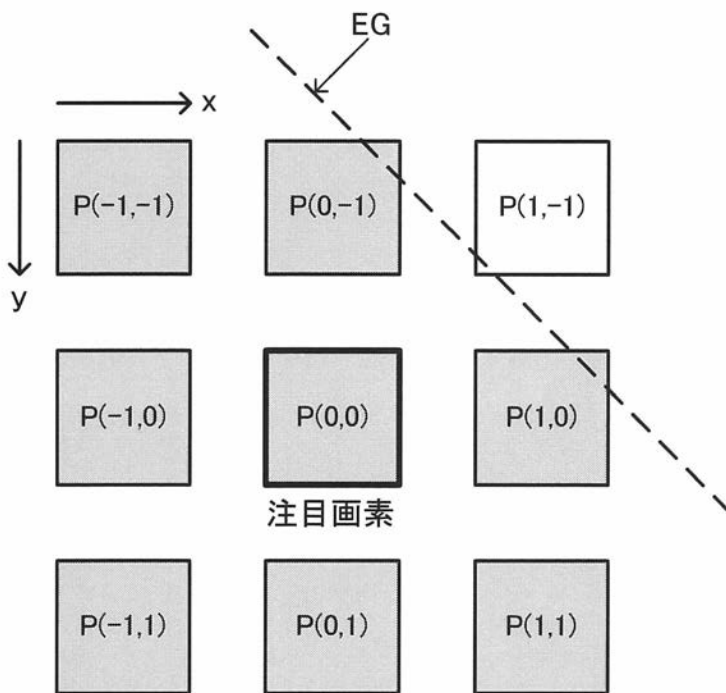 EG
x
P(-1,-1) P(0,-1) P(1,-1)
y
P(-1,0) P(0,0) P(1,0)
注目画素
P(-1,1) P(0,1) P(1,1)